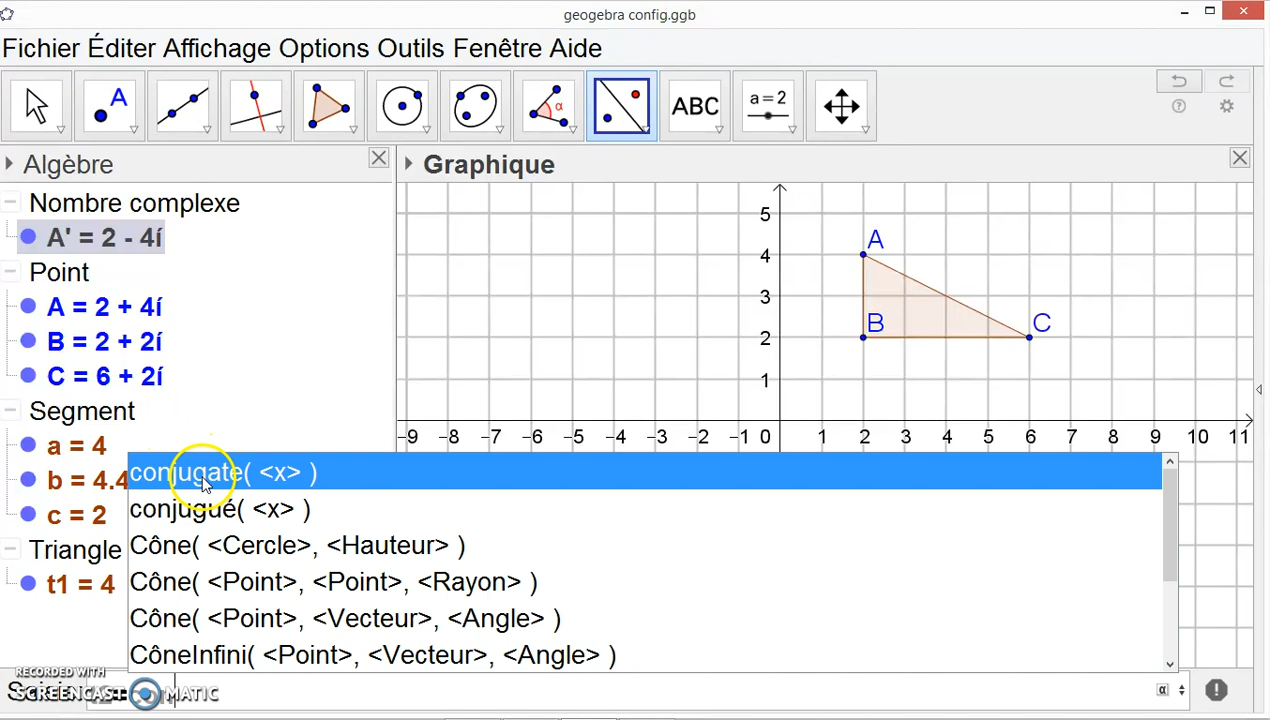 geogebra config.ggb
Fichier Éditer Affichage Options Outils Fenêtre Aide
A
α
ABC
a = 2
Algèbre
Graphique
Nombre complexe
A' = 2 - 4í
Point
A = 2 + 4í
B = 2 + 2í
C = 6 + 2í
Segment
a = 4
b = 4.4
c = 2
Triangle
t1 = 4
5
4
3
2
1
A
B
C
−9 −8 −7 −6 −5 −4 −3 −2 −1 0 1 2 3 4 5 6 7 8 9 10 11
conjugate( <x> )
conjugué( <x> )
Cône( <Cercle>, <Hauteur> )
Cône( <Point>, <Point>, <Rayon> )
Cône( <Point>, <Vecteur>, <Angle> )
CôneInfini( <Point>, <Vecteur>, <Angle> )
RECORDED WITH
SCREENCAST MATIC
α